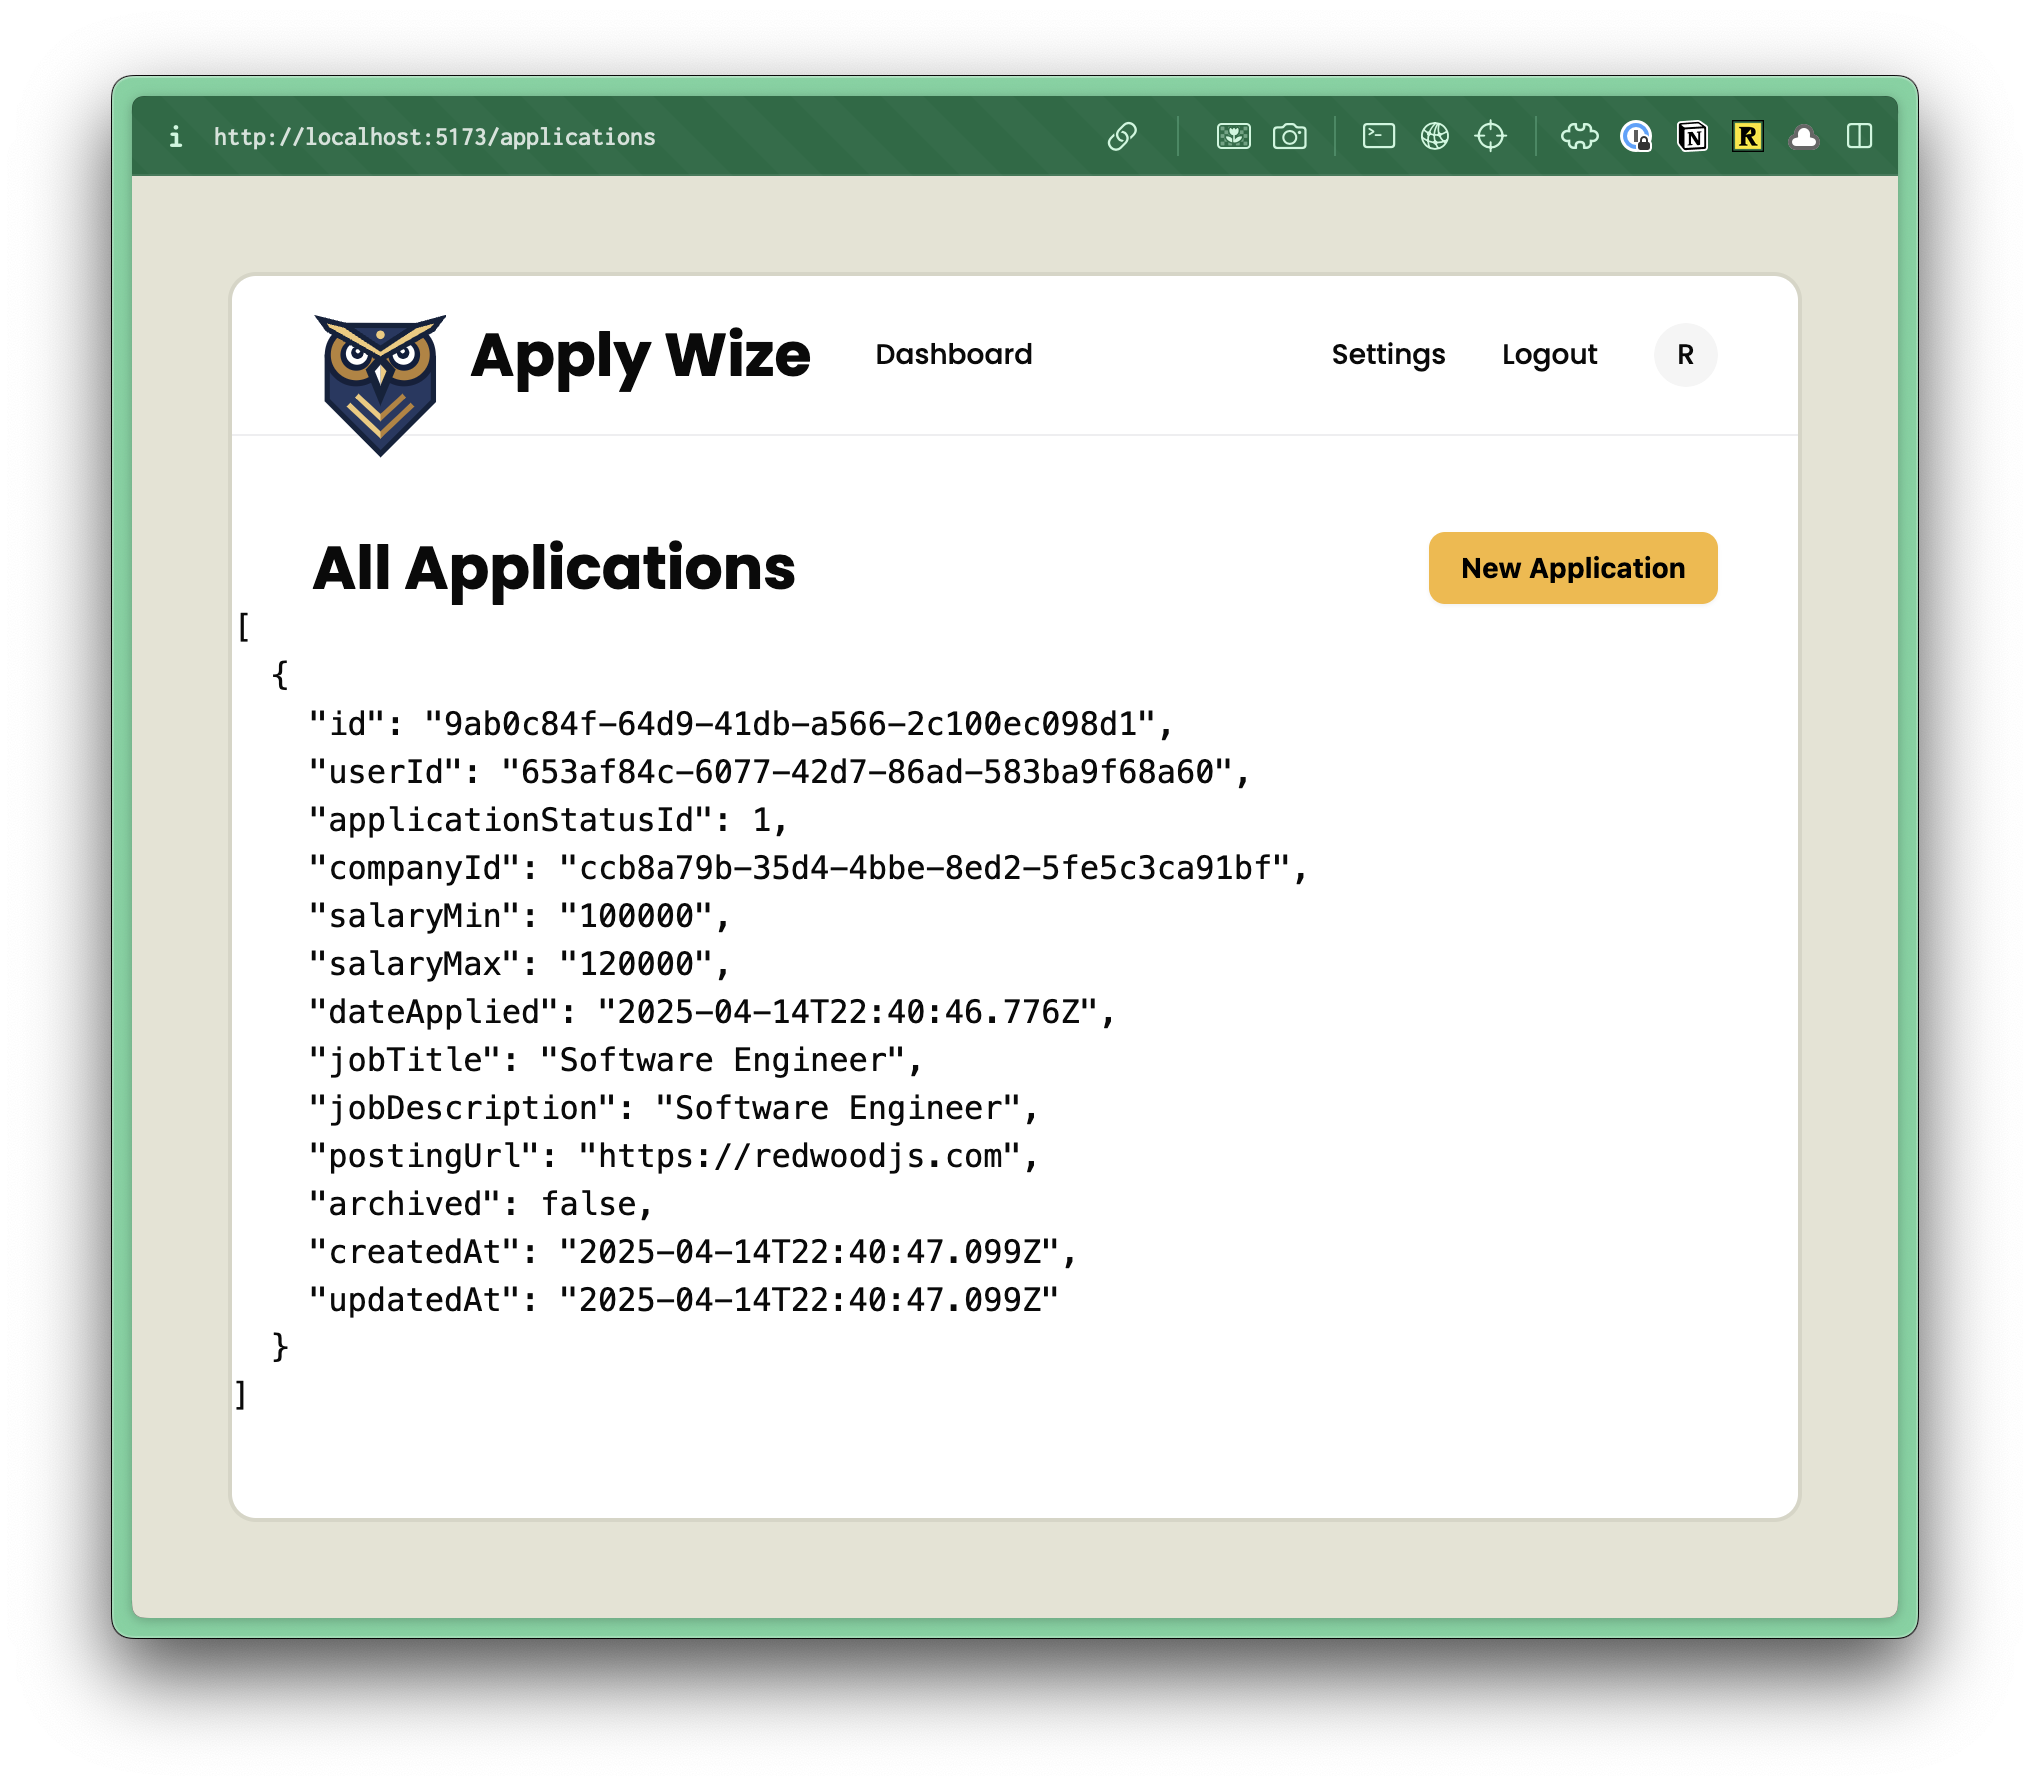 http://localhost:5173/applications
Apply Wize Dashboard Settings Logout R
All Applications New Application
[
  {
    "id": "9ab0c84f-64d9-41db-a566-2c100ec098d1",
    "userId": "653af84c-6077-42d7-86ad-583ba9f68a60",
    "applicationStatusId": 1,
    "companyId": "ccb8a79b-35d4-4bbe-8ed2-5fe5c3ca91bf",
    "salaryMin": "100000",
    "salaryMax": "120000",
    "dateApplied": "2025-04-14T22:40:46.776Z",
    "jobTitle": "Software Engineer",
    "jobDescription": "Software Engineer",
    "postingUrl": "https://redwoodjs.com",
    "archived": false,
    "createdAt": "2025-04-14T22:40:47.099Z",
    "updatedAt": "2025-04-14T22:40:47.099Z"
  }
]